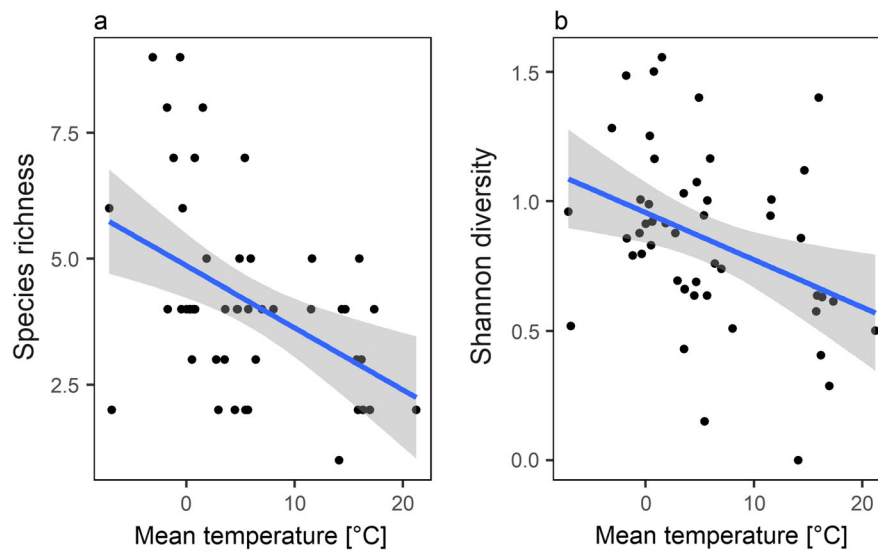 a
b
Species richness
7.5
5.0
2.5
0
10
20
Mean temperature [°C]
Shannon diversity
1.5
1.0
0.5
0.0
0
10
20
Mean temperature [°C]